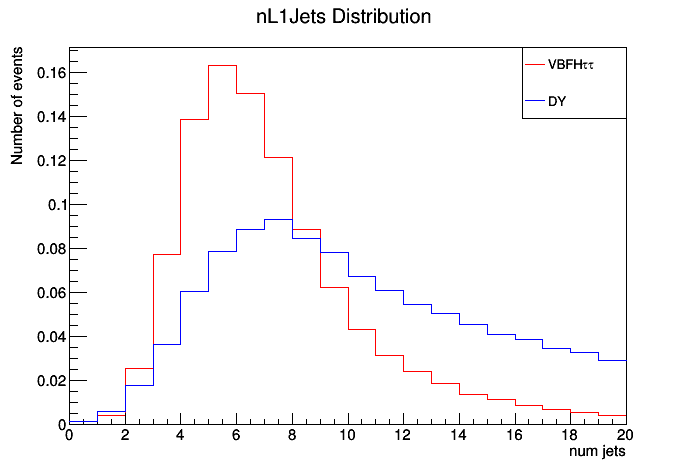 nL1Jets Distribution
Number of events
VBFHττ
DY
0.16
0.14
0.12
0.1
0.08
0.06
0.04
0.02
0
0 2 4 6 8 10 12 14 16 18 20
num jets